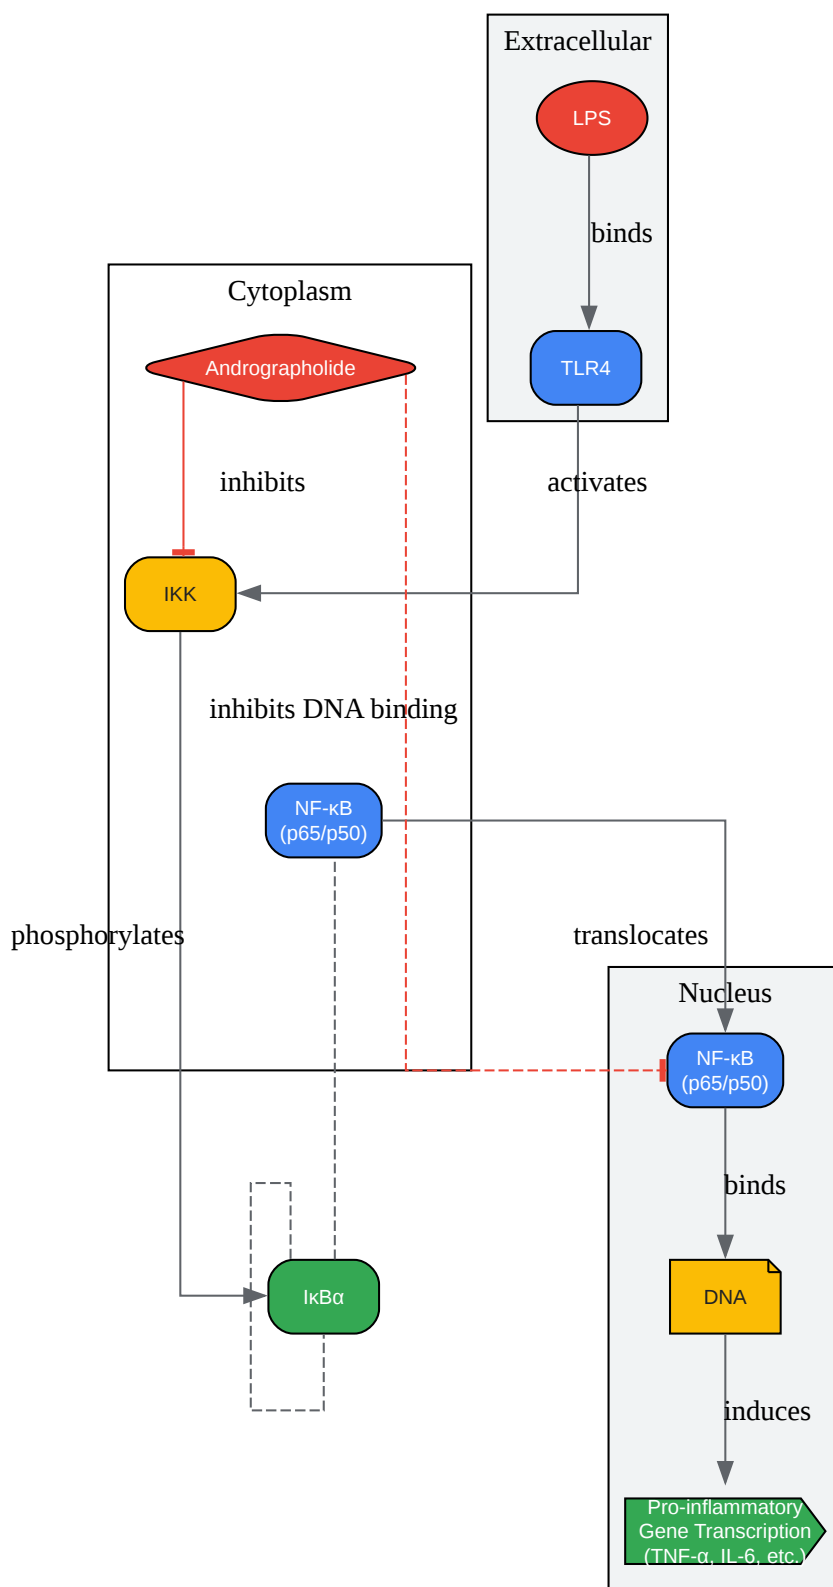 Extracellular
LPS
binds
Cytoplasm
Andrographolide
TLR4
inhibits
activates
IKK
inhibits DNA binding
NF-κB
(p65/p50)
phosphorylates
translocates
Nucleus
NF-κB
(p65/p50)
binds
IκBα
DNA
induces
Pro-inflammatory
Gene Transcription
(TNF-α, IL-6, etc.)